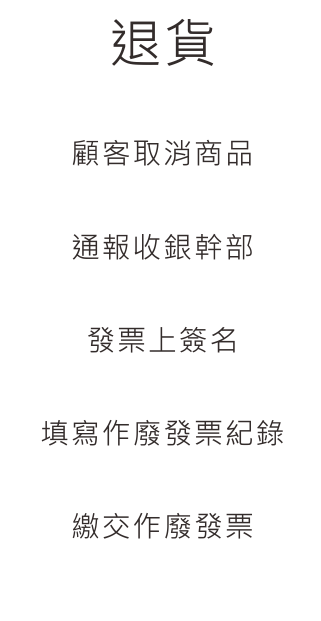 退貨
顧客取消商品
通報收銀幹部
發票上簽名
填寫作廢發票紀錄
繳交作廢發票